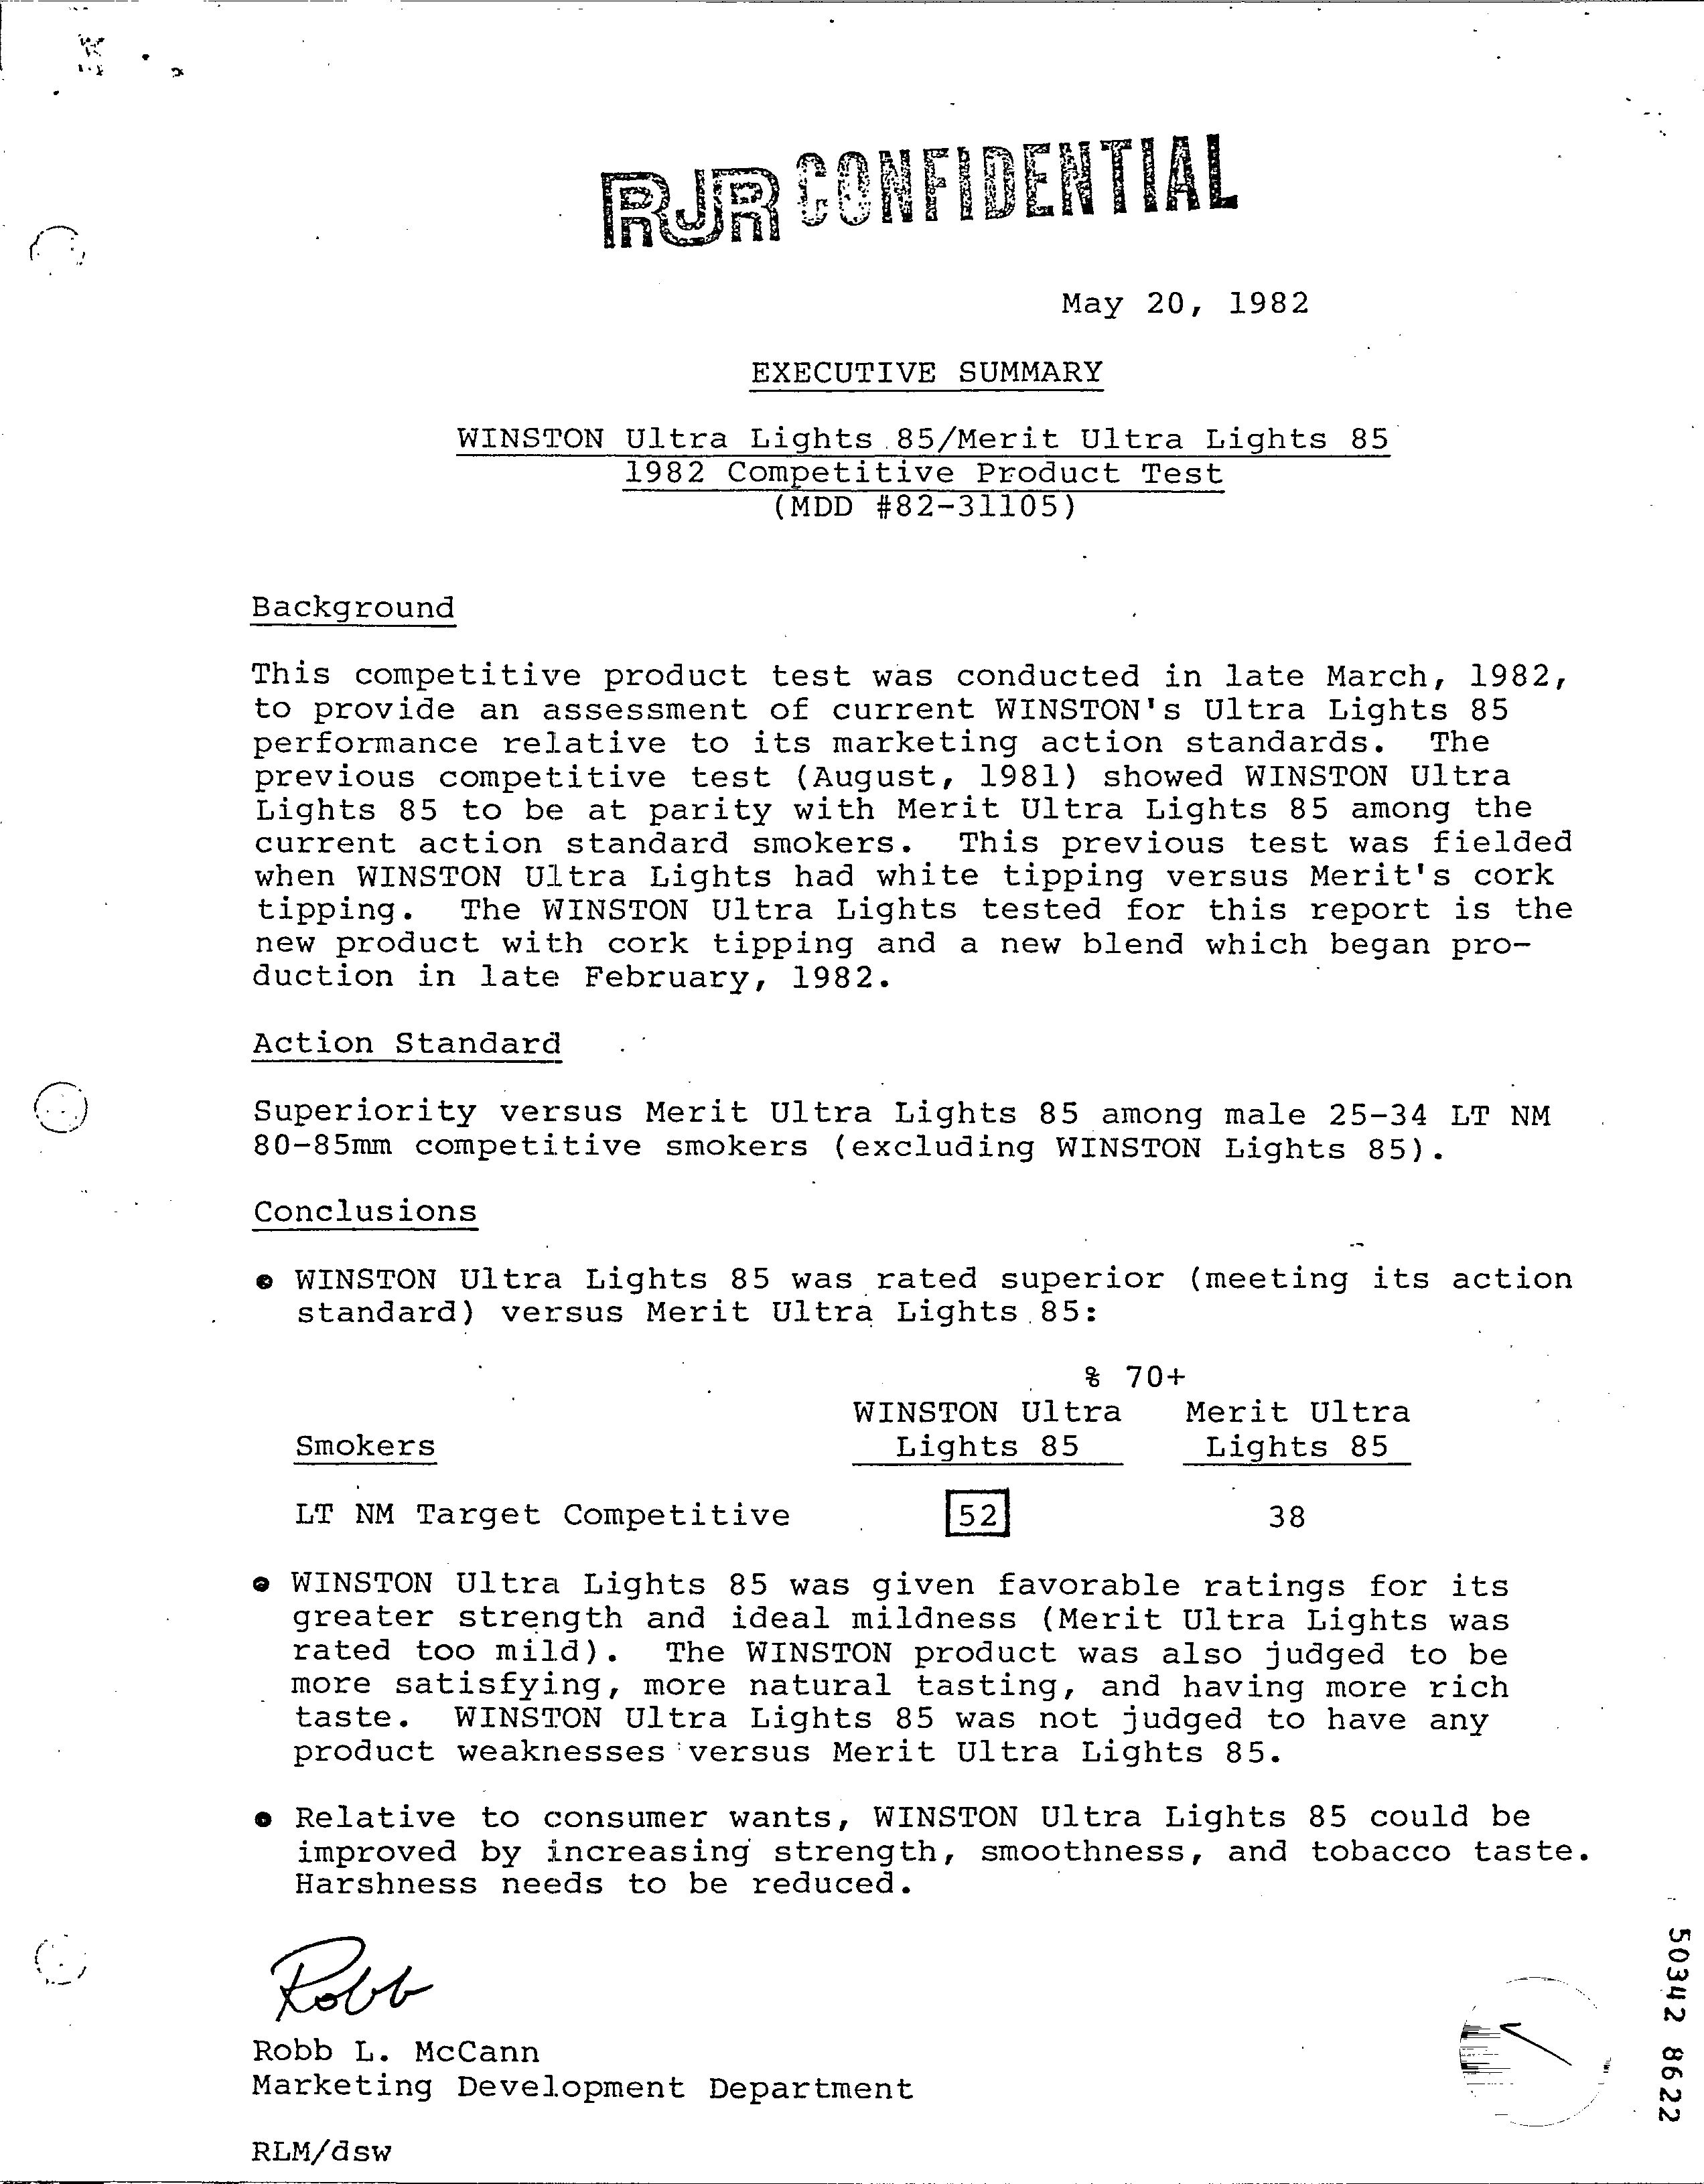 RJR CONFIDENTIAL
May 20, 1982
EXECUTIVE SUMMARY
WINSTON Ultra Lights 85/Merit Ultra Lights 85
1982 Competitive Product Test
(MDD #82-31105)
Background
This competitive product test was conducted in late March, 1982,
to provide an assessment of current WINSTON's Ultra Lights 85
performance relative to its marketing action standards. The
previous competitive test (August, 1981) showed WINSTON Ultra
Lights 85 to be at parity with Merit Ultra Lights 85 among the
current action standard smokers. This previous test was fielded
when WINSTON Ultra Lights had white tipping versus Merit's cork
tipping. The WINSTON Ultra Lights tested for this report is the
new product with cork tipping and a new blend which began pro-
duction in late February, 1982.
Action Standard
Superiority versus Merit Ultra Lights 85 among male 25-34 LT NM
80-85mm competitive smokers (excluding WINSTON Lights 85).
Conclusions
● WINSTON Ultra Lights 85 was rated superior (meeting its action
standard) versus Merit Ultra Lights 85:
% 70+
WINSTON Ultra Merit Ultra
Smokers Lights 85 Lights 85
LT NM Target Competitive 52 38
● WINSTON Ultra Lights 85 was given favorable ratings for its
greater strength and ideal mildness (Merit Ultra Lights was
rated too mild). The WINSTON product was also judged to be
more satisfying, more natural tasting, and having more rich
taste. WINSTON Ultra Lights 85 was not judged to have any
product weaknesses versus Merit Ultra Lights 85.
● Relative to consumer wants, WINSTON Ultra Lights 85 could be
improved by increasing strength, smoothness, and tobacco taste.
Harshness needs to be reduced.
Robb
Robb L. McCann
Marketing Development Department
RLM/dsw
50342 8622